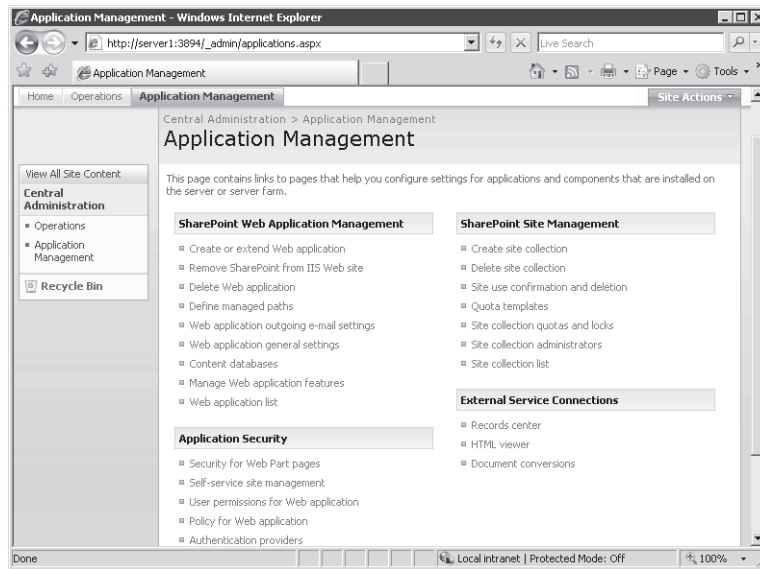 Application Management - Windows Internet Explorer
http://server1:3894/_admin/applications.aspx
Live Search
Application Management
Page
Tools
Home Operations Application Management Site Actions
Central Administration > Application Management
Application Management
View All Site Content
Central Administration
Operations
Application Management
Recycle Bin
This page contains links to pages that help you configure settings for applications and components that are installed on
the server or server farm.
SharePoint Web Application Management
Create or extend Web application
Remove SharePoint from IIS Web site
Delete Web application
Define managed paths
Web application outgoing e-mail settings
Web application general settings
Content databases
Manage Web application features
Web application list
Application Security
Security for Web Part pages
Self-service site management
User permissions for Web application
Policy for Web application
Authentication providers
SharePoint Site Management
Create site collection
Delete site collection
Site use confirmation and deletion
Quota templates
Site collection quotas and locks
Site collection administrators
Site collection list
External Service Connections
Records center
HTML viewer
Document conversions
Done
Local intranet | Protected Mode: Off
100%